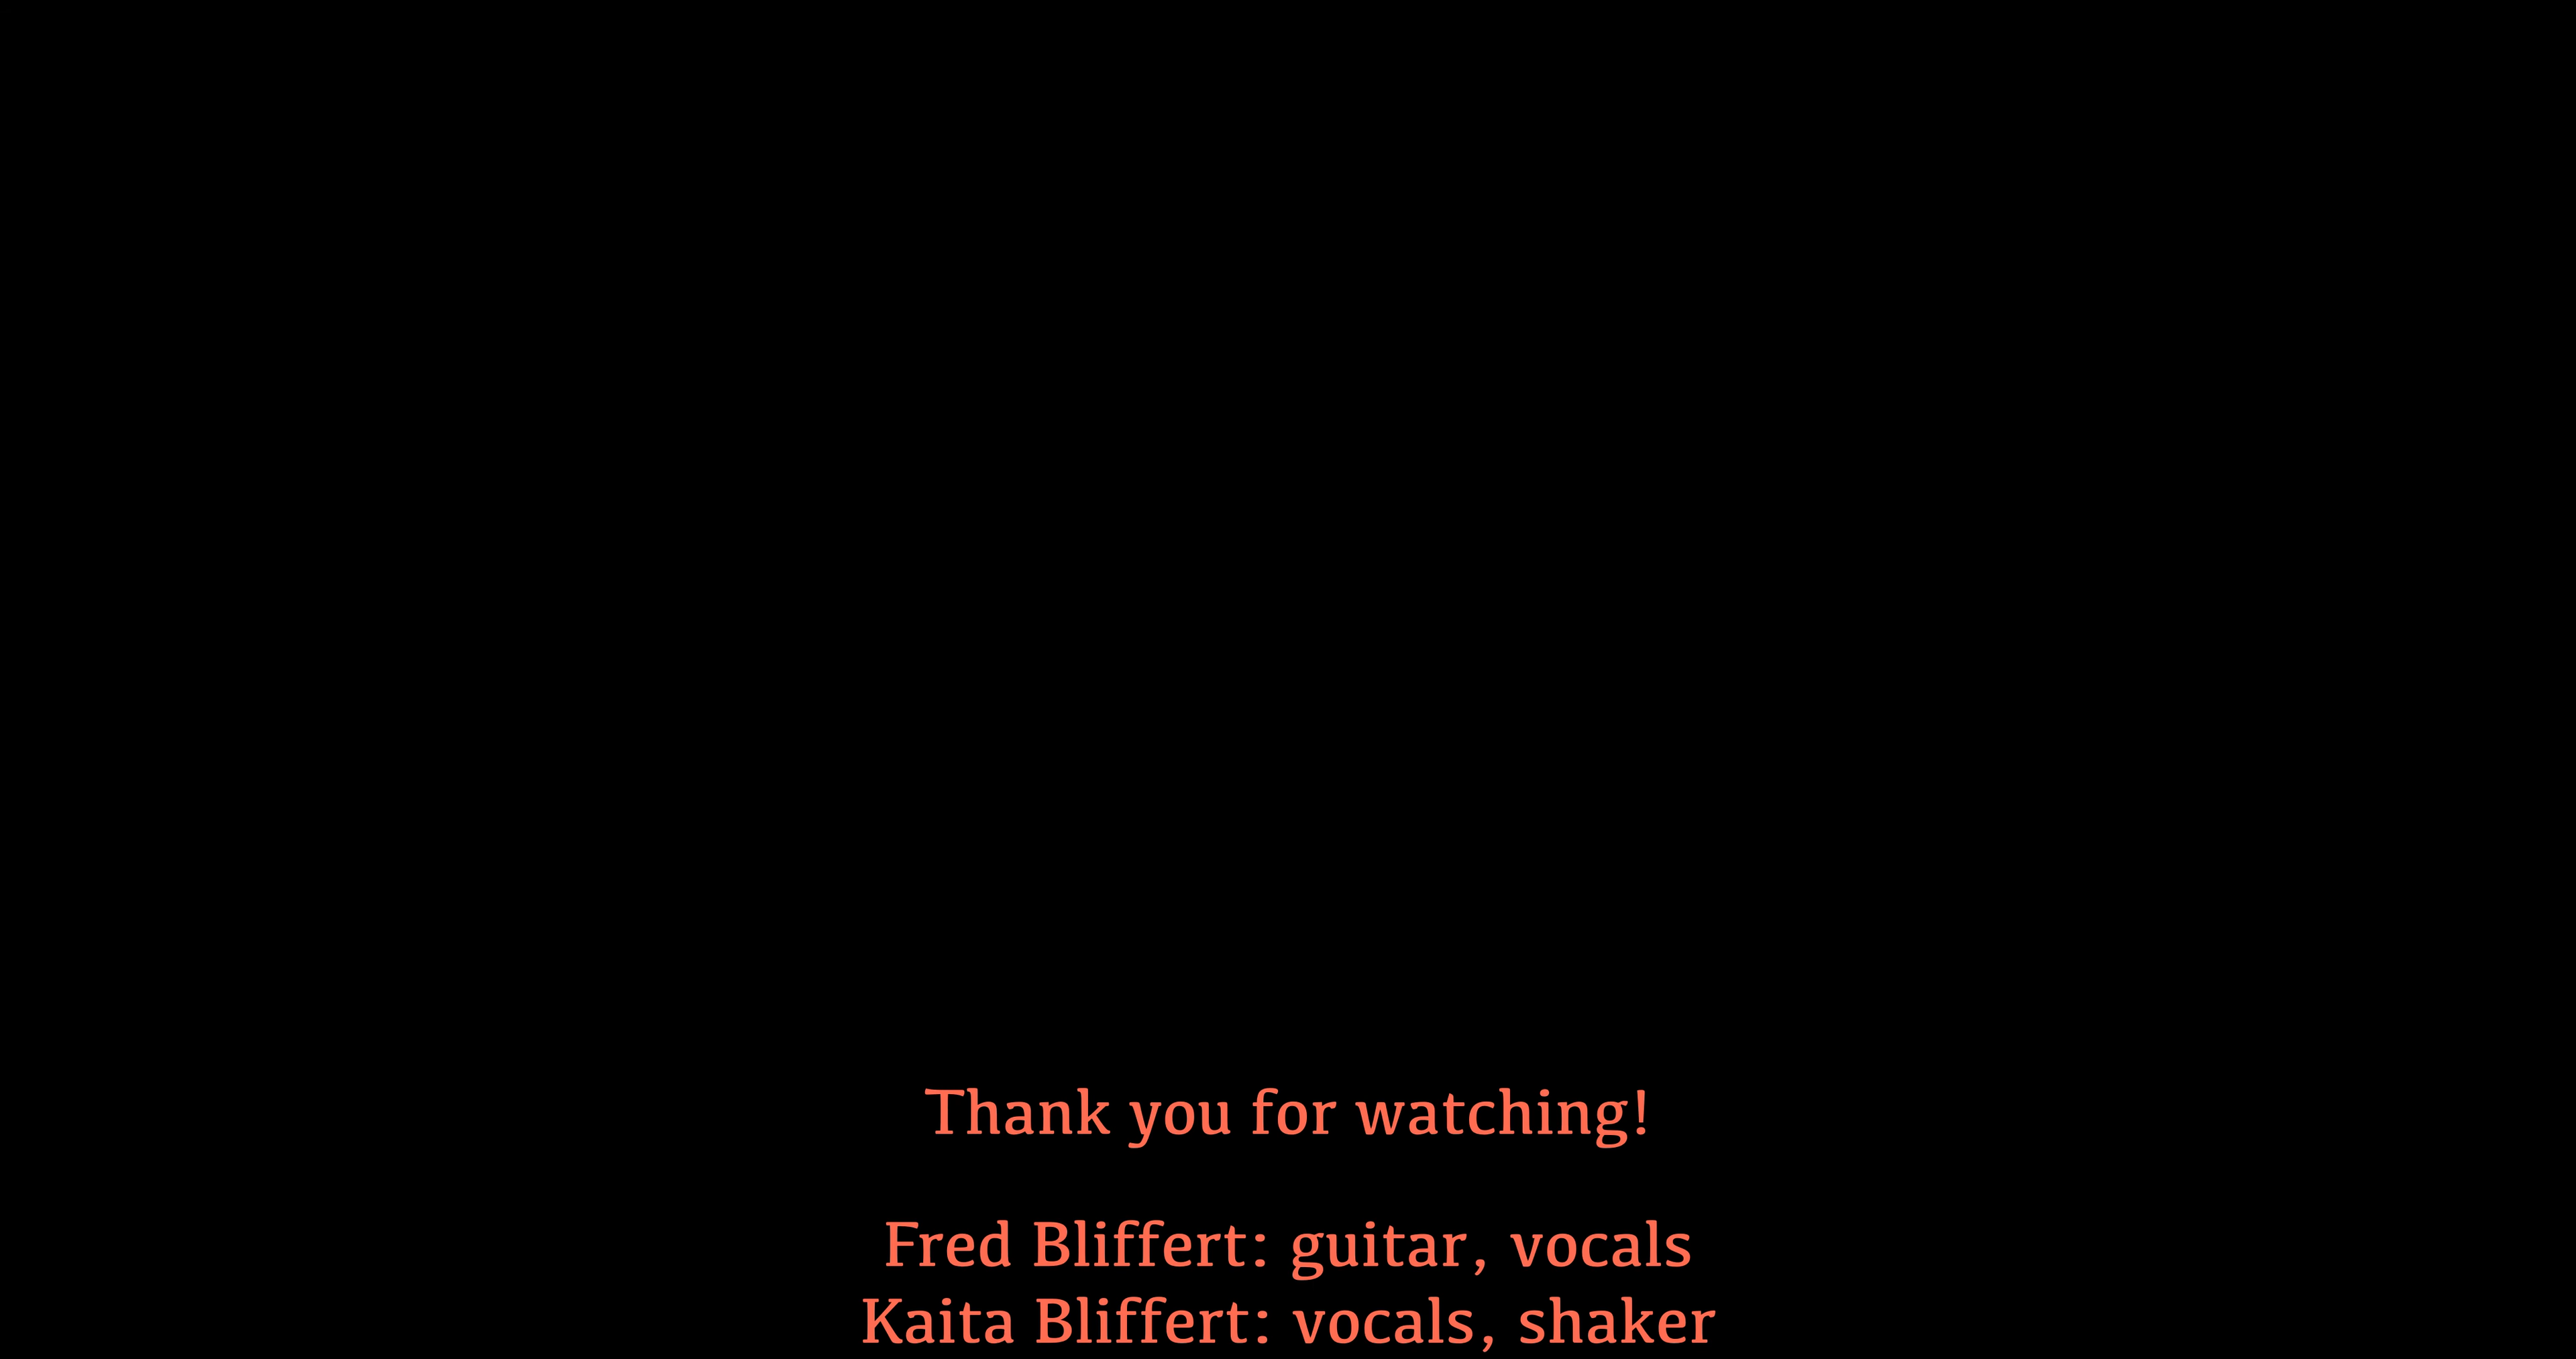 Thank you for watching!
Fred Bliffert: guitar, vocals
Kaita Bliffert: vocals, shaker